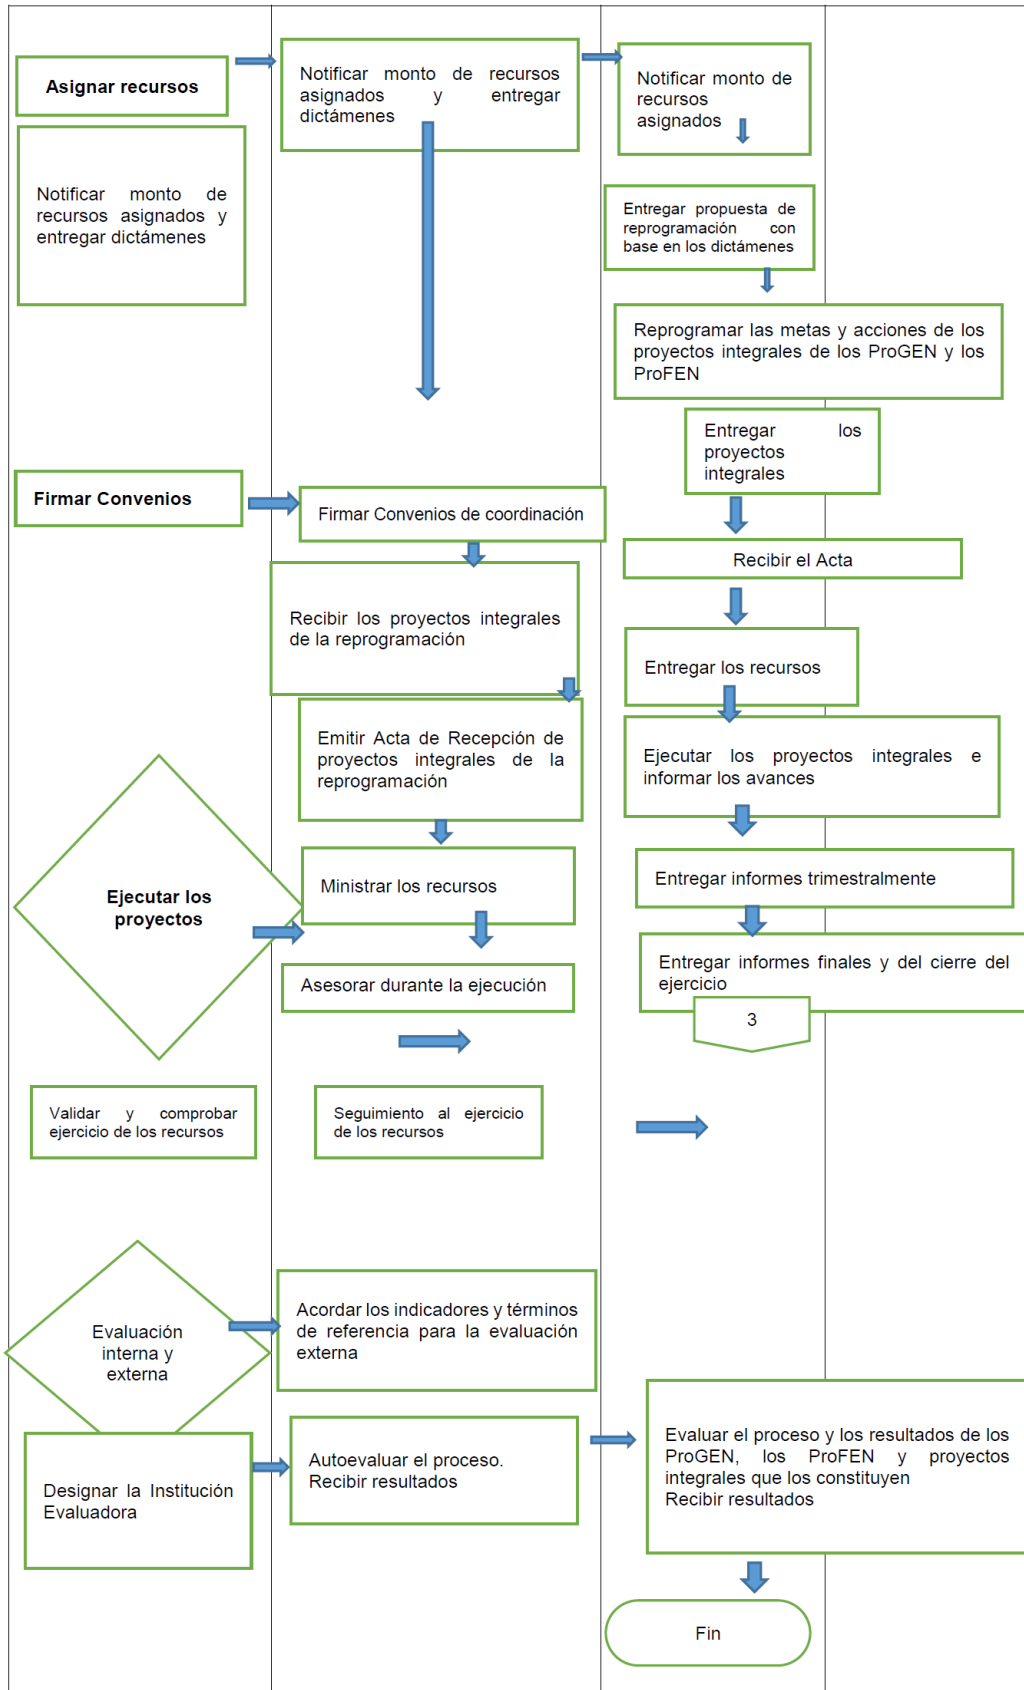 Asignar recursos
Notificar monto de
recursos asignados y
entregar dictámenes
Notificar monto de recursos
asignados y entregar
dictámenes
Notificar monto de
recursos
asignados
Entregar propuesta de
reprogramación con
base en los dictámenes
Reprogramar las metas y acciones de los
proyectos integrales de los ProGEN y los
ProFEN
Entregar los
proyectos
integrales
Firmar Convenios
Firmar Convenios de coordinación
Recibir el Acta
Recibir los proyectos integrales
de la reprogramación
Entregar los recursos
Emitir Acta de Recepción de
proyectos integrales de la
reprogramación
Ejecutar los proyectos integrales e
informar los avances
Ejecutar los
proyectos
Ministrar los recursos
Entregar informes trimestralmente
Asesorar durante la ejecución
Entregar informes finales y del cierre del
ejercicio
3
Validar y comprobar
ejercicio de los recursos
Seguimiento al ejercicio
de los recursos
Evaluación
interna y
externa
Acordar los indicadores y términos
de referencia para la evaluación
externa
Designar la Institución
Evaluadora
Autoevaluar el proceso.
Recibir resultados
Evaluar el proceso y los resultados de los
ProGEN, los ProFEN y proyectos
integrales que los constituyen
Recibir resultados
Fin